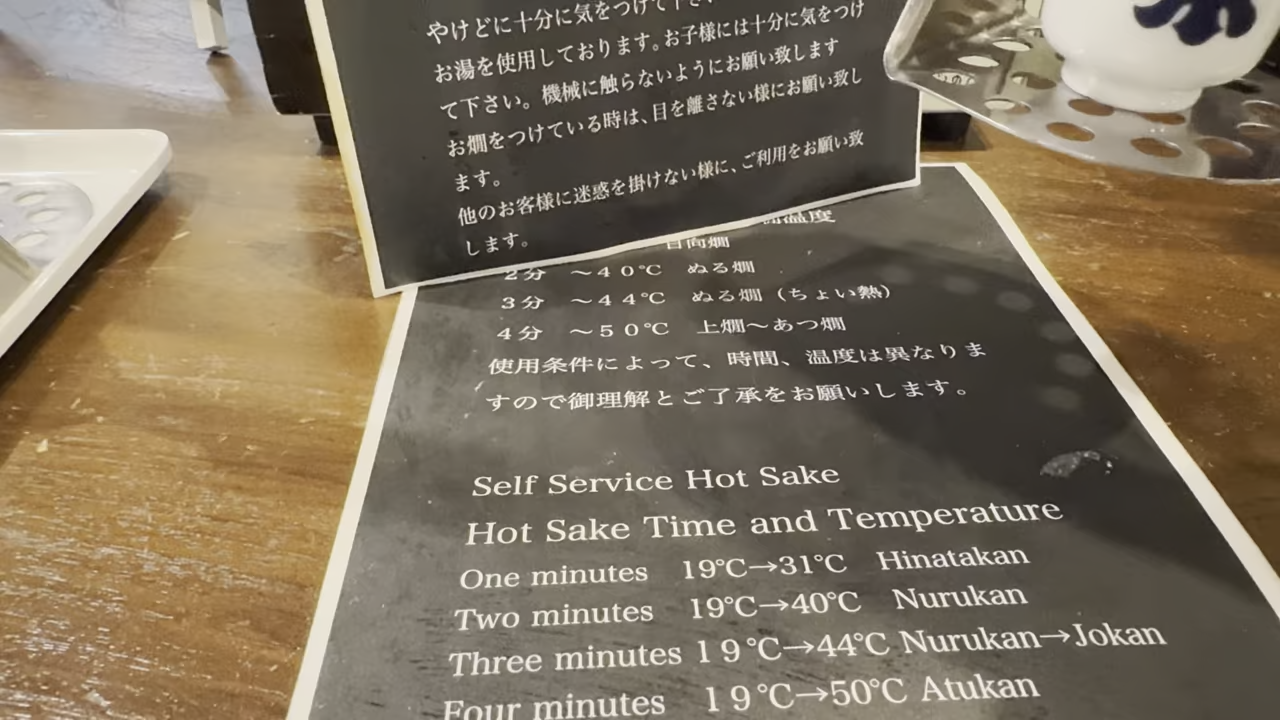 やけどに十分に気をつけて下さ
お湯を使用しております。お子様には十分に気をつけ
て下さい。機械に触らないようにお願い致します
お燗をつけている時は、目を離さない様にお願い致し
ます。
他のお客様に迷惑を掛けない様に、ご利用をお願い致
します。
温度
日向燗
2分 ～40℃ ぬる燗
3分 ～44℃ ぬる燗（ちょい熱）
4分 ～50℃ 上燗～あつ燗
使用条件によって、時間、温度は異なりま
すので御理解とご了承をお願いします。
Self Service Hot Sake
Hot Sake Time and Temperature
One minutes 19℃→31℃ Hinatakan
Two minutes 19℃→40℃ Nurukan
Three minutes 19℃→44℃ Nurukan→Jokan
Four minutes 19℃→50℃ Atukan